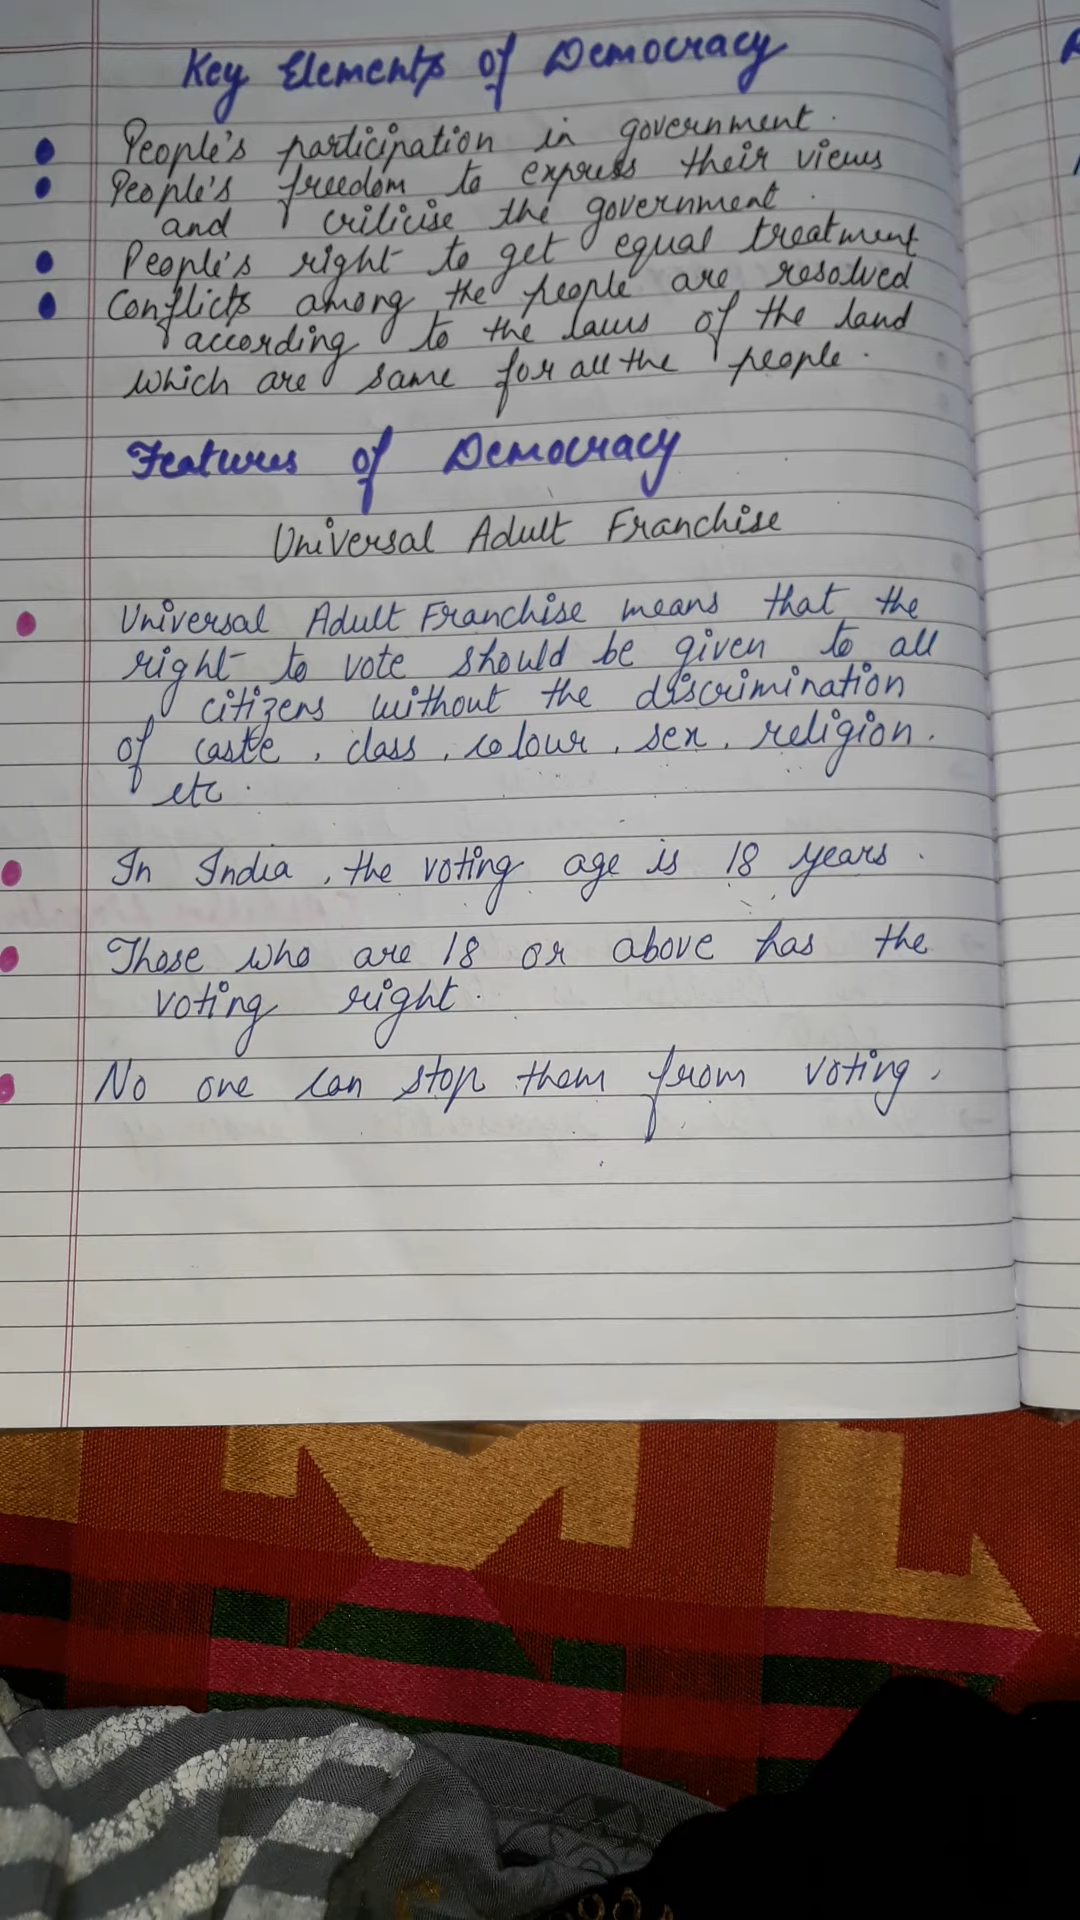 Key Elements of Democracy
People's participation in government.
People's freedom to express their views
and criticise the government.
People's right to get equal treatment
Conflicts among the people are resolved
according to the laws of the land
which are same for all the people.
Features of Democracy
Universal Adult Franchise
Universal Adult Franchise means that the
right to vote should be given to all
citizens without the discrimination
of caste, class, colour, sex, religion.
etc.
In India, the voting age is 18 years.
Those who are 18 or above has the
voting right.
No one can stop them from voting.